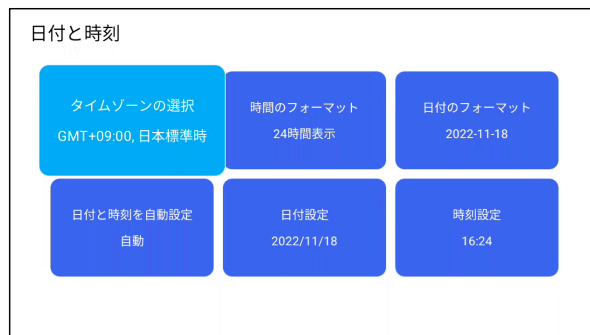 日付と時刻
タイムゾーンの選択
GMT+09:00, 日本標準時
時間のフォーマット
24時間表示
日付のフォーマット
2022-11-18
日付と時刻を自動設定
自動
日付設定
2022/11/18
時刻設定
16:24